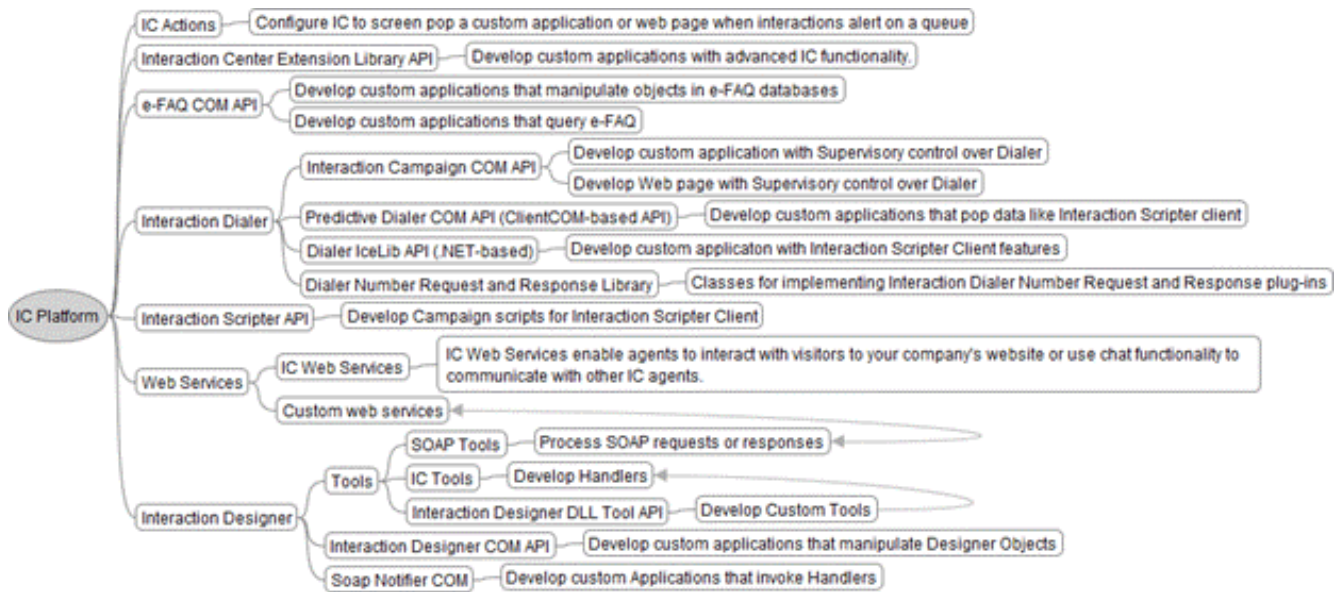 IC Actions
Configure IC to screen pop a custom application or web page when interactions alert on a queue
Interaction Center Extension Library API
Develop custom applications with advanced IC functionality.
e-FAQ COM API
Develop custom applications that manipulate objects in e-FAQ databases
Develop custom applications that query e-FAQ
Interaction Dialer
Interaction Campaign COM API
Develop custom application with Supervisory control over Dialer
Develop Web page with Supervisory control over Dialer
Predictive Dialer COM API (ClientCOM-based API)
Develop custom applications that pop data like Interaction Scripter client
Dialer IceLib API (.NET-based)
Develop custom applicaton with Interaction Scripter Client features
Dialer Number Request and Response Library
Classes for implementing Interaction Dialer Number Request and Response plug-ins
IC Platform
Interaction Scripter API
Develop Campaign scripts for Interaction Scripter Client
Web Services
IC Web Services
IC Web Services enable agents to interact with visitors to your company's website or use chat functionality to
communicate with other IC agents.
Custom web services
Interaction Designer
Tools
SOAP Tools
Process SOAP requests or responses
IC Tools
Develop Handlers
Interaction Designer DLL Tool API
Develop Custom Tools
Interaction Designer COM API
Develop custom applications that manipulate Designer Objects
Soap Notifier COM
Develop custom Applications that invoke Handlers